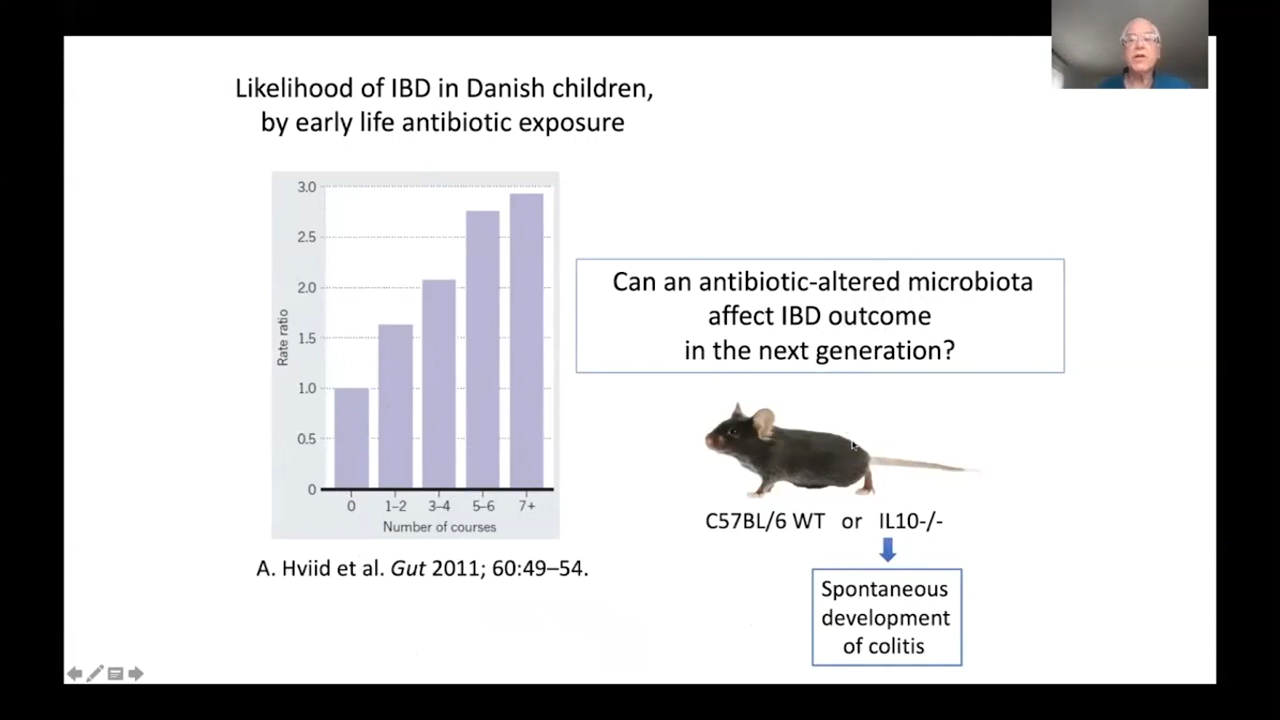 Likelihood of IBD in Danish children,
by early life antibiotic exposure
3.0
2.5
2.0
1.5
1.0
0.5
0
Rate ratio
0 1–2 3–4 5–6 7+
Number of courses
A. Hviid et al. Gut 2011; 60:49–54.
Can an antibiotic-altered microbiota
affect IBD outcome
in the next generation?
C57BL/6 WT or IL10-/-
Spontaneous
development
of colitis